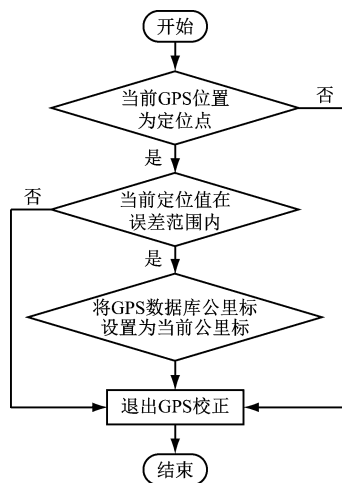 开始
当前GPS位置
为定位点
否
是
当前定位值在
误差范围内
否
是
将GPS数据库公里标
设置为当前公里标
退出GPS校正
结束